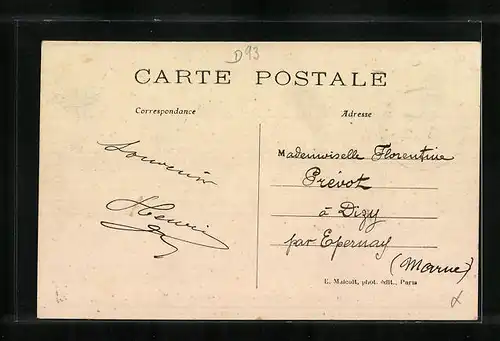 D93
CARTE POSTALE
Correspondance
Adresse
Souvenir
Henri
Mademoiselle Florentine
Prévot
à Dizy
par Epernay
(Marne)
E. Malcuit, phot. édit., Paris